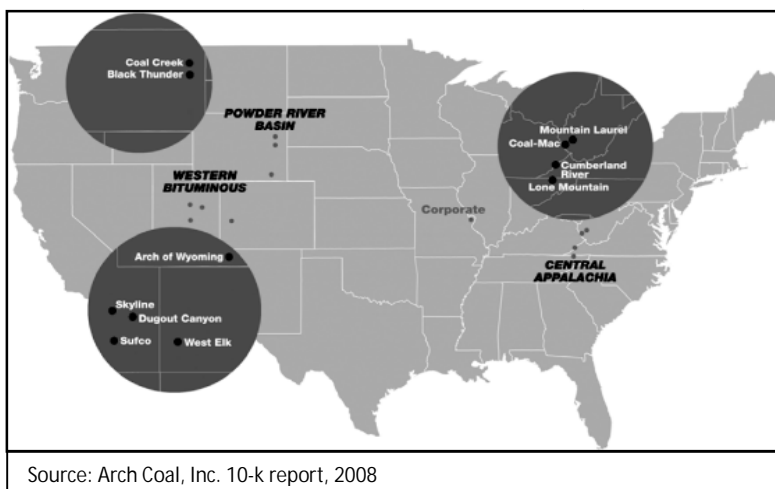 Coal Creek
Black Thunder
POWDER RIVER
BASIN
WESTERN
BITUMINOUS
Mountain Laurel
Coal-Mac
Cumberland
River
Lone Mountain
Corporate
CENTRAL
APPALACHIA
Arch of Wyoming
Skyline
Dugout Canyon
Sufco
West Elk
Source: Arch Coal, Inc. 10-k report, 2008